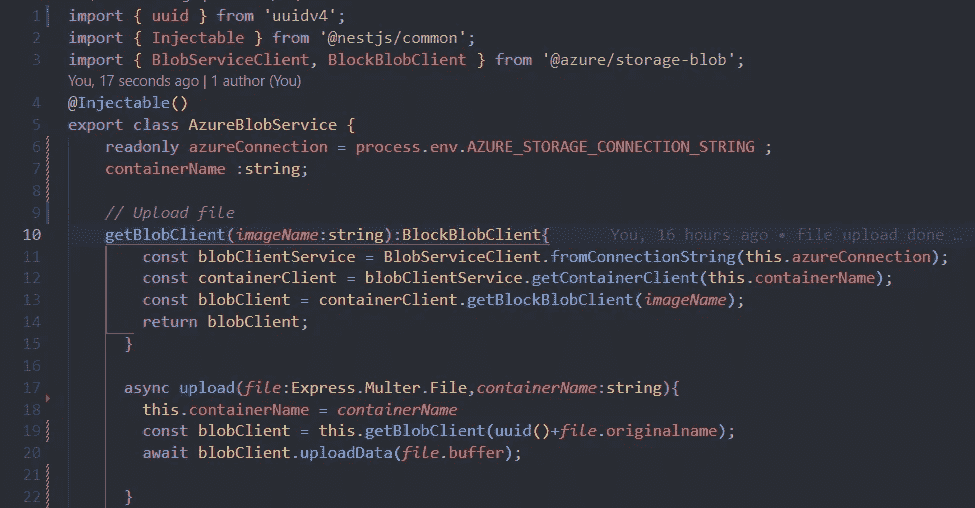 1 import { uuid } from 'uuidv4';
2 import { Injectable } from '@nestjs/common';
3 import { BlobServiceClient, BlockBlobClient } from '@azure/storage-blob';
You, 17 seconds ago | 1 author (You)
4 @Injectable()
5 export class AzureBlobService {
6 readonly azureConnection = process.env.AZURE_STORAGE_CONNECTION_STRING ;
7 containerName :string;
8
9 // Upload file
10 getBlobClient(imageName:string):BlockBlobClient{ You, 16 hours ago • file upload done …
11 const blobClientService = BlobServiceClient.fromConnectionString(this.azureConnection);
12 const containerClient = blobClientService.getContainerClient(this.containerName);
13 const blobClient = containerClient.getBlockBlobClient(imageName);
14 return blobClient;
15 }
16
17 async upload(file:Express.Multer.File,containerName:string){
18 this.containerName = containerName
19 const blobClient = this.getBlobClient(uuid()+file.originalname);
20 await blobClient.uploadData(file.buffer);
21
22 }